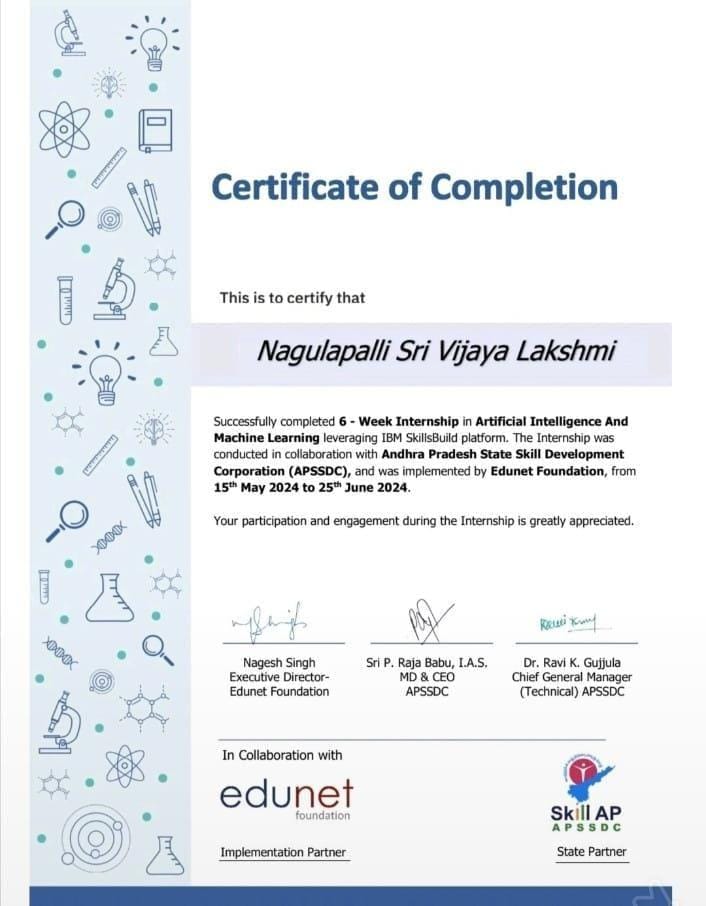 Certificate of Completion
This is to certify that
Nagulapalli Sri Vijaya Lakshmi
Successfully completed 6 - Week Internship in Artificial Intelligence And
Machine Learning leveraging IBM SkillsBuild platform. The Internship was
conducted in collaboration with Andhra Pradesh State Skill Development
Corporation (APSSDC), and was implemented by Edunet Foundation, from
15th May 2024 to 25th June 2024.
Your participation and engagement during the Internship is greatly appreciated.
Nagesh Singh
Executive Director-
Edunet Foundation
Sri P. Raja Babu, I.A.S.
MD & CEO
APSSDC
Dr. Ravi K. Gujjula
Chief General Manager
(Technical) APSSDC
In Collaboration with
edunet
foundation
Implementation Partner
Skill AP
APSSDC
State Partner